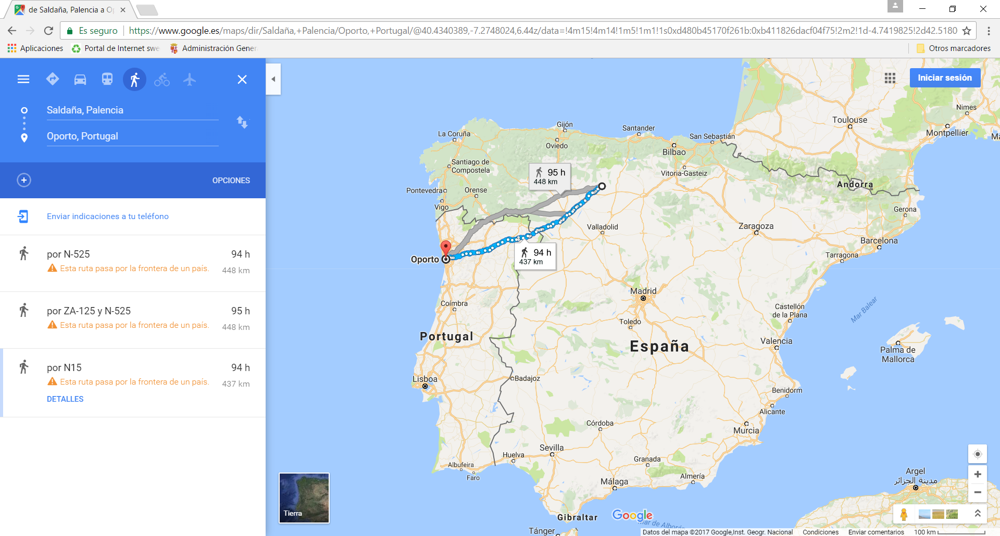 de Saldaña, Palencia a Op
Es seguro
https://www.google.es/maps/dir/Saldaña,+Palencia/Oporto,+Portugal/@40.4340389,-7.2748024,6.44z/data=!4m15!4m14!1m5!1m1!1s0xd480b45170f261b:0xb411826dacf04f75!2m2!1d-4.7419825!2d42.5180
Aplicaciones
Portal de Internet swe
Administración Gener
Otros marcadores
Saldaña, Palencia
Oporto, Portugal
OPCIONES
Enviar indicaciones a tu teléfono
por N-525
94 h
Esta ruta pasa por la frontera de un país.
448 km
por ZA-125 y N-525
95 h
Esta ruta pasa por la frontera de un país.
448 km
por N15
94 h
Esta ruta pasa por la frontera de un país.
437 km
DETALLES
Iniciar sesión
Nimes
Toulouse
Montpellier
Ma
Gijón
Santander
La Coruña
Oviedo
San Sebastián
Bilbao
Santiago de
Compostela
Vitoria-Gasteiz
95 h
448 km
Andorra
Pontevedra
Orense
Vigo
Gerona
Valladolid
Zaragoza
Barcelona
Tarragona
Oporto
94 h
437 km
Madrid
Coímbra
Castellón
de la Plana
Mar Balear
Toledo
Portugal
España
Valencia
Palma de
Mallorca
Lisboa
Badajoz
Benidorm
Alicante
Córdoba
Murcia
Sevilla
Huelva
Granada
Albufeira
Faro
Almería
Málaga
Argel
مدينة الجزائر
Tierra
Gibraltar
Google
Mar de Alborá
Tánger
Datos del mapa ©2017 Google,Inst. Geogr. Nacional
Condiciones
Enviar comentarios
100 km